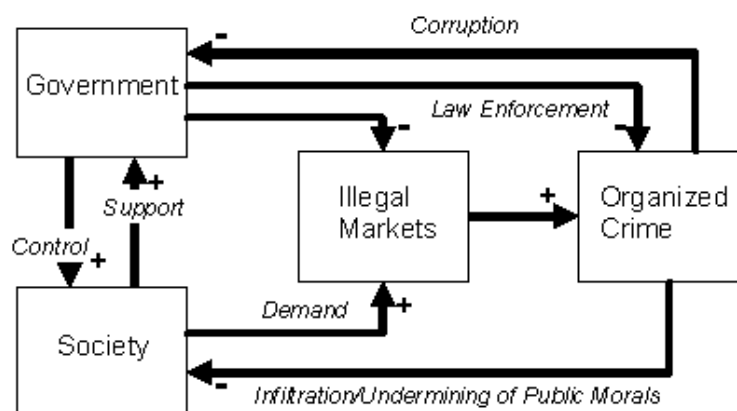 Corruption
-
Government
Law Enforcement
-
-
+
Support
Illegal
Markets
+
Organized
Crime
Control
+
Demand
+
Society
-
Infiltration/Undermining of Public Morals